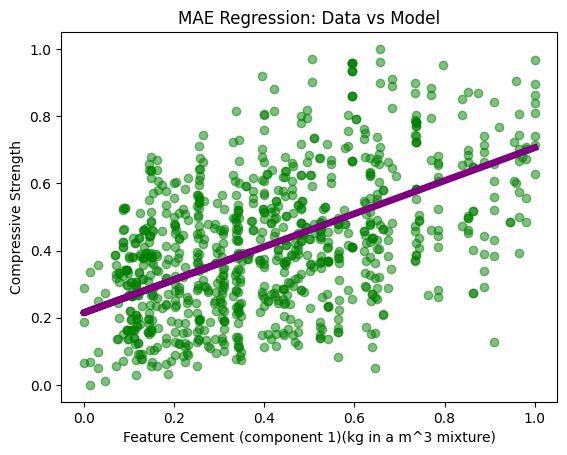 MAE Regression: Data vs Model
Compressive Strength
1.0
0.8
0.6
0.4
0.2
0.0
0.0 0.2 0.4 0.6 0.8 1.0
Feature Cement (component 1)(kg in a m^3 mixture)